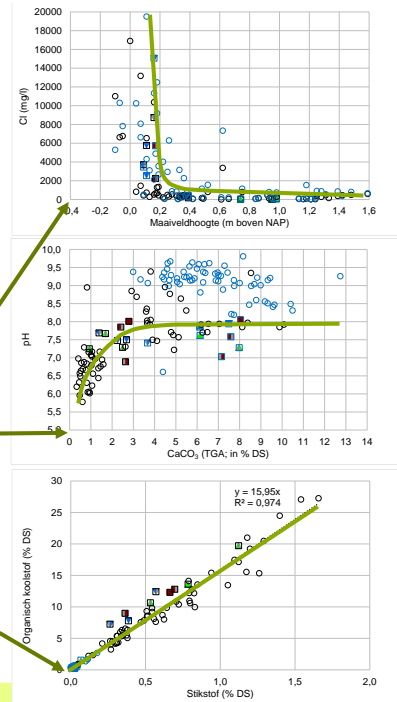 Cl (mg/l)
20000
18000
16000
14000
12000
10000
8000
6000
4000
2000
0
-0,4 -0,2 0,0 0,2 0,4 0,6 0,8 1,0 1,2 1,4 1,6
Maaiveldhoogte (m boven NAP)
pH
10,0
9,5
9,0
8,5
8,0
7,5
7,0
6,5
6,0
5,5
5,0
0 1 2 3 4 5 6 7 8 9 10 11 12 13 14
CaCO₃ (TGA; in % DS)
Organisch koolstof (% DS)
30
25
20
15
10
5
0
y = 15,95x
R² = 0,974
0,0 0,5 1,0 1,5 2,0
Stikstof (% DS)